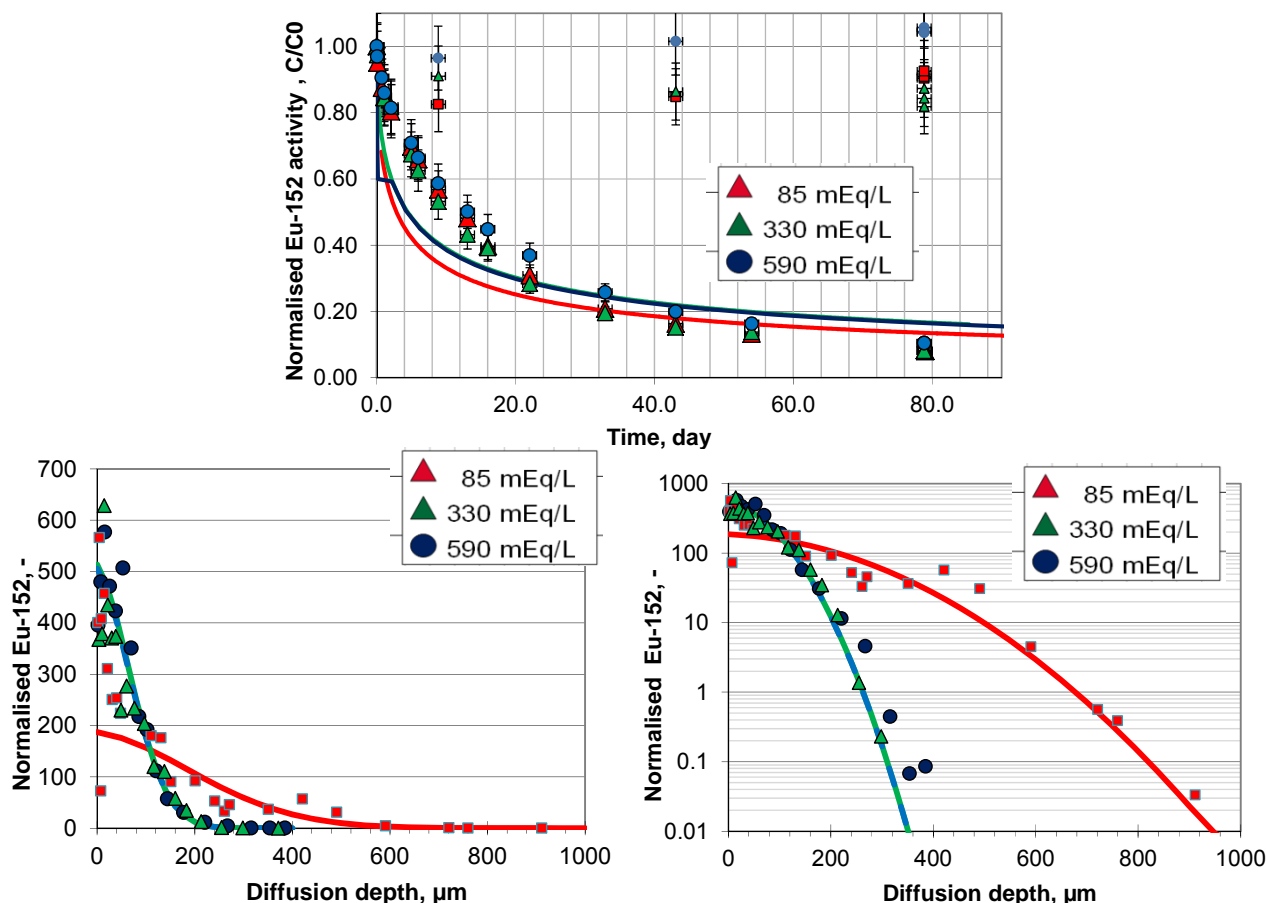 Normalised Eu-152 activity , C/C0
1.00
0.80
0.60
0.40
0.20
0.00
0.0
20.0
40.0
60.0
80.0
Time, day
85 mEq/L
330 mEq/L
590 mEq/L
Normalised Eu-152, -
700
600
500
400
300
200
100
0
0
200
400
600
800
1000
Diffusion depth, µm
85 mEq/L
330 mEq/L
590 mEq/L
Normalised Eu-152, -
1000
100
10
1
0.1
0.01
0
200
400
600
800
1000
Diffusion depth, µm
85 mEq/L
330 mEq/L
590 mEq/L